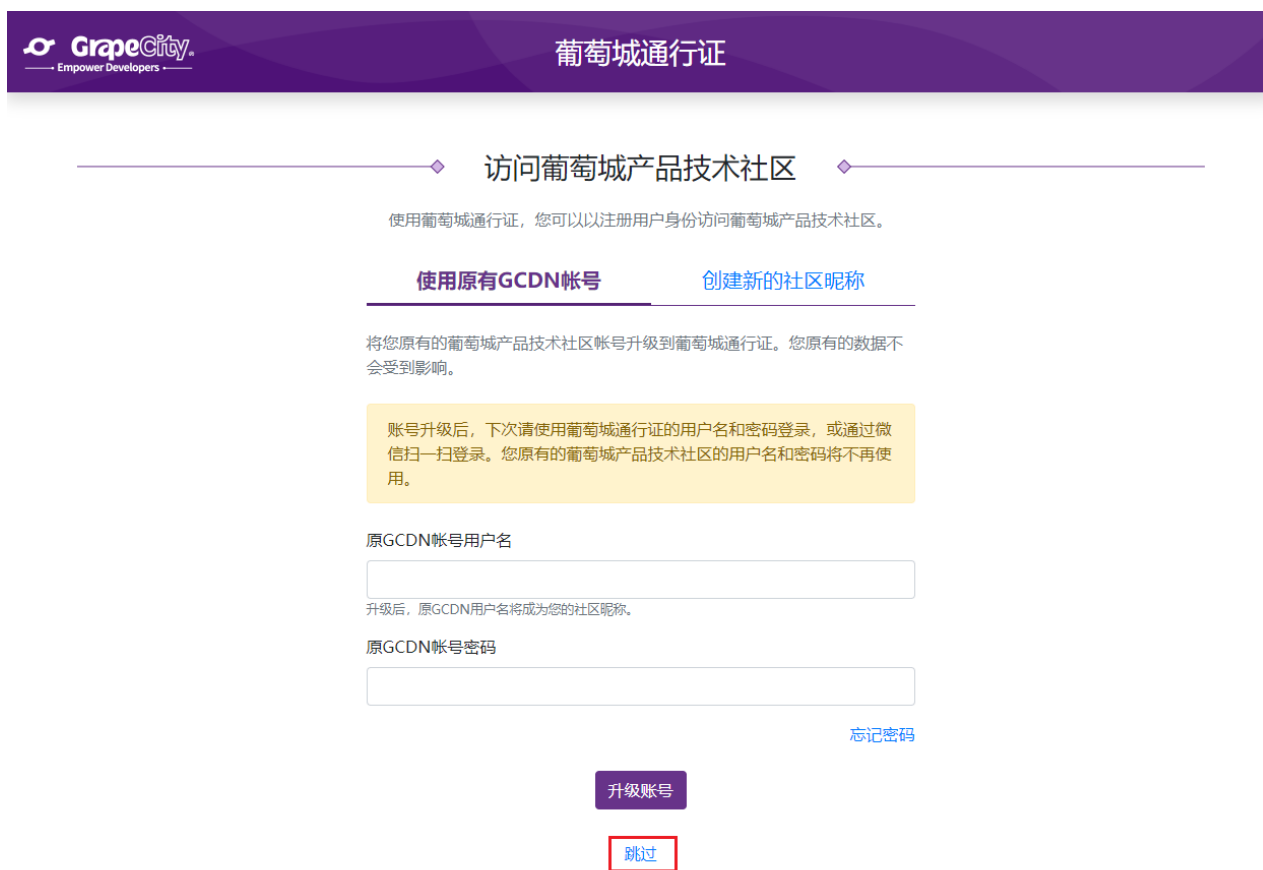 GrapeCity
Empower Developers
葡萄城通行证
访问葡萄城产品技术社区
使用葡萄城通行证，您可以以注册用户身份访问葡萄城产品技术社区。
使用原有GCDN帐号
创建新的社区昵称
将您原有的葡萄城产品技术社区帐号升级到葡萄城通行证。您原有的数据不
会受到影响。
账号升级后，下次请使用葡萄城通行证的用户名和密码登录，或通过微
信扫一扫登录。您原有的葡萄城产品技术社区的用户名和密码将不再使
用。
原GCDN帐号用户名
升级后，原GCDN用户名将成为您的社区昵称。
原GCDN帐号密码
忘记密码
升级账号
跳过